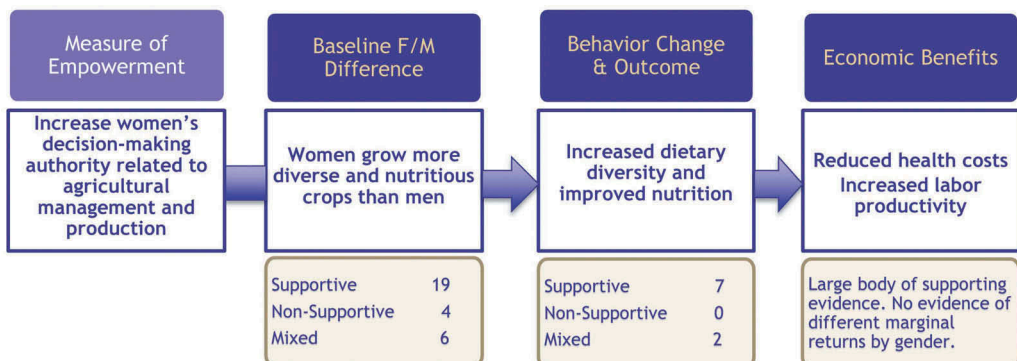 Measure of
Empowerment
Baseline F/M
Difference
Behavior Change
& Outcome
Economic Benefits
Increase women's
decision-making
authority related to
agricultural
management and
production
Women grow more
diverse and nutritious
crops than men
Increased dietary
diversity and
improved nutrition
Reduced health costs
Increased labor
productivity
Supportive 19
Non-Supportive 4
Mixed 6
Supportive 7
Non-Supportive 0
Mixed 2
Large body of supporting
evidence. No evidence of
different marginal
returns by gender.